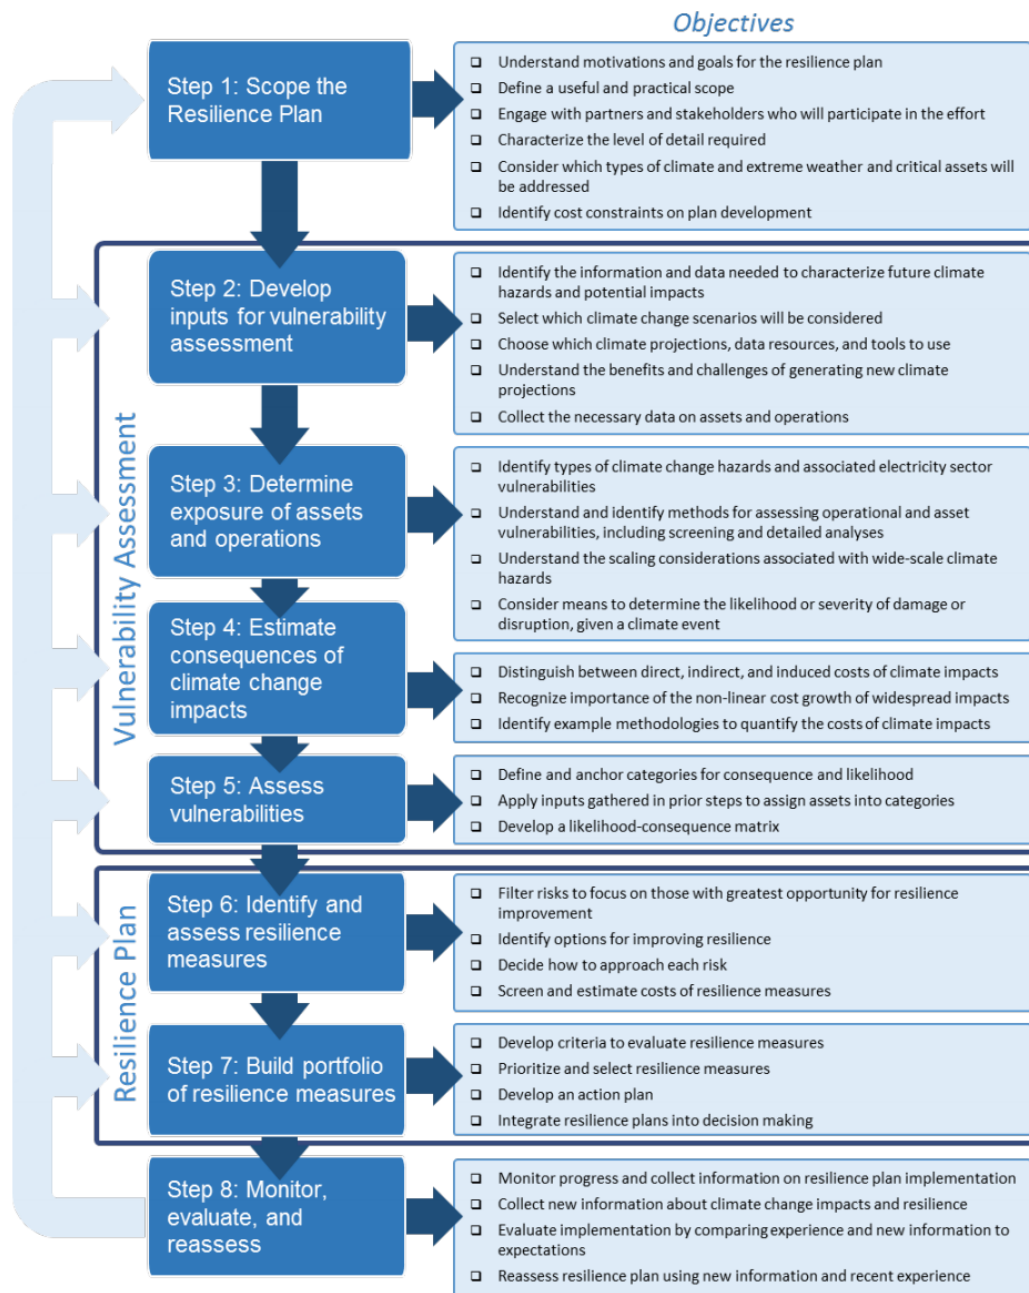 Objectives
Step 1: Scope the
Resilience Plan
❑ Understand motivations and goals for the resilience plan
❑ Define a useful and practical scope
❑ Engage with partners and stakeholders who will participate in the effort
❑ Characterize the level of detail required
❑ Consider which types of climate and extreme weather and critical assets will
be addressed
❑ Identify cost constraints on plan development
Vulnerability Assessment
Step 2: Develop
inputs for vulnerability
assessment
❑ Identify the information and data needed to characterize future climate
hazards and potential impacts
❑ Select which climate change scenarios will be considered
❑ Choose which climate projections, data resources, and tools to use
❑ Understand the benefits and challenges of generating new climate
projections
❑ Collect the necessary data on assets and operations
Step 3: Determine
exposure of assets
and operations
❑ Identify types of climate change hazards and associated electricity sector
vulnerabilities
❑ Understand and identify methods for assessing operational and asset
vulnerabilities, including screening and detailed analyses
❑ Understand the scaling considerations associated with wide-scale climate
hazards
❑ Consider means to determine the likelihood or severity of damage or
disruption, given a climate event
Step 4: Estimate
consequences of
climate change
impacts
❑ Distinguish between direct, indirect, and induced costs of climate impacts
❑ Recognize importance of the non-linear cost growth of widespread impacts
❑ Identify example methodologies to quantify the costs of climate impacts
Step 5: Assess
vulnerabilities
❑ Define and anchor categories for consequence and likelihood
❑ Apply inputs gathered in prior steps to assign assets into categories
❑ Develop a likelihood-consequence matrix
Resilience Plan
Step 6: Identify and
assess resilience
measures
❑ Filter risks to focus on those with greatest opportunity for resilience
improvement
❑ Identify options for improving resilience
❑ Decide how to approach each risk
❑ Screen and estimate costs of resilience measures
Step 7: Build portfolio
of resilience measures
❑ Develop criteria to evaluate resilience measures
❑ Prioritize and select resilience measures
❑ Develop an action plan
❑ Integrate resilience plans into decision making
Step 8: Monitor,
evaluate, and
reassess
❑ Monitor progress and collect information on resilience plan implementation
❑ Collect new information about climate change impacts and resilience
❑ Evaluate implementation by comparing experience and new information to
expectations
❑ Reassess resilience plan using new information and recent experience